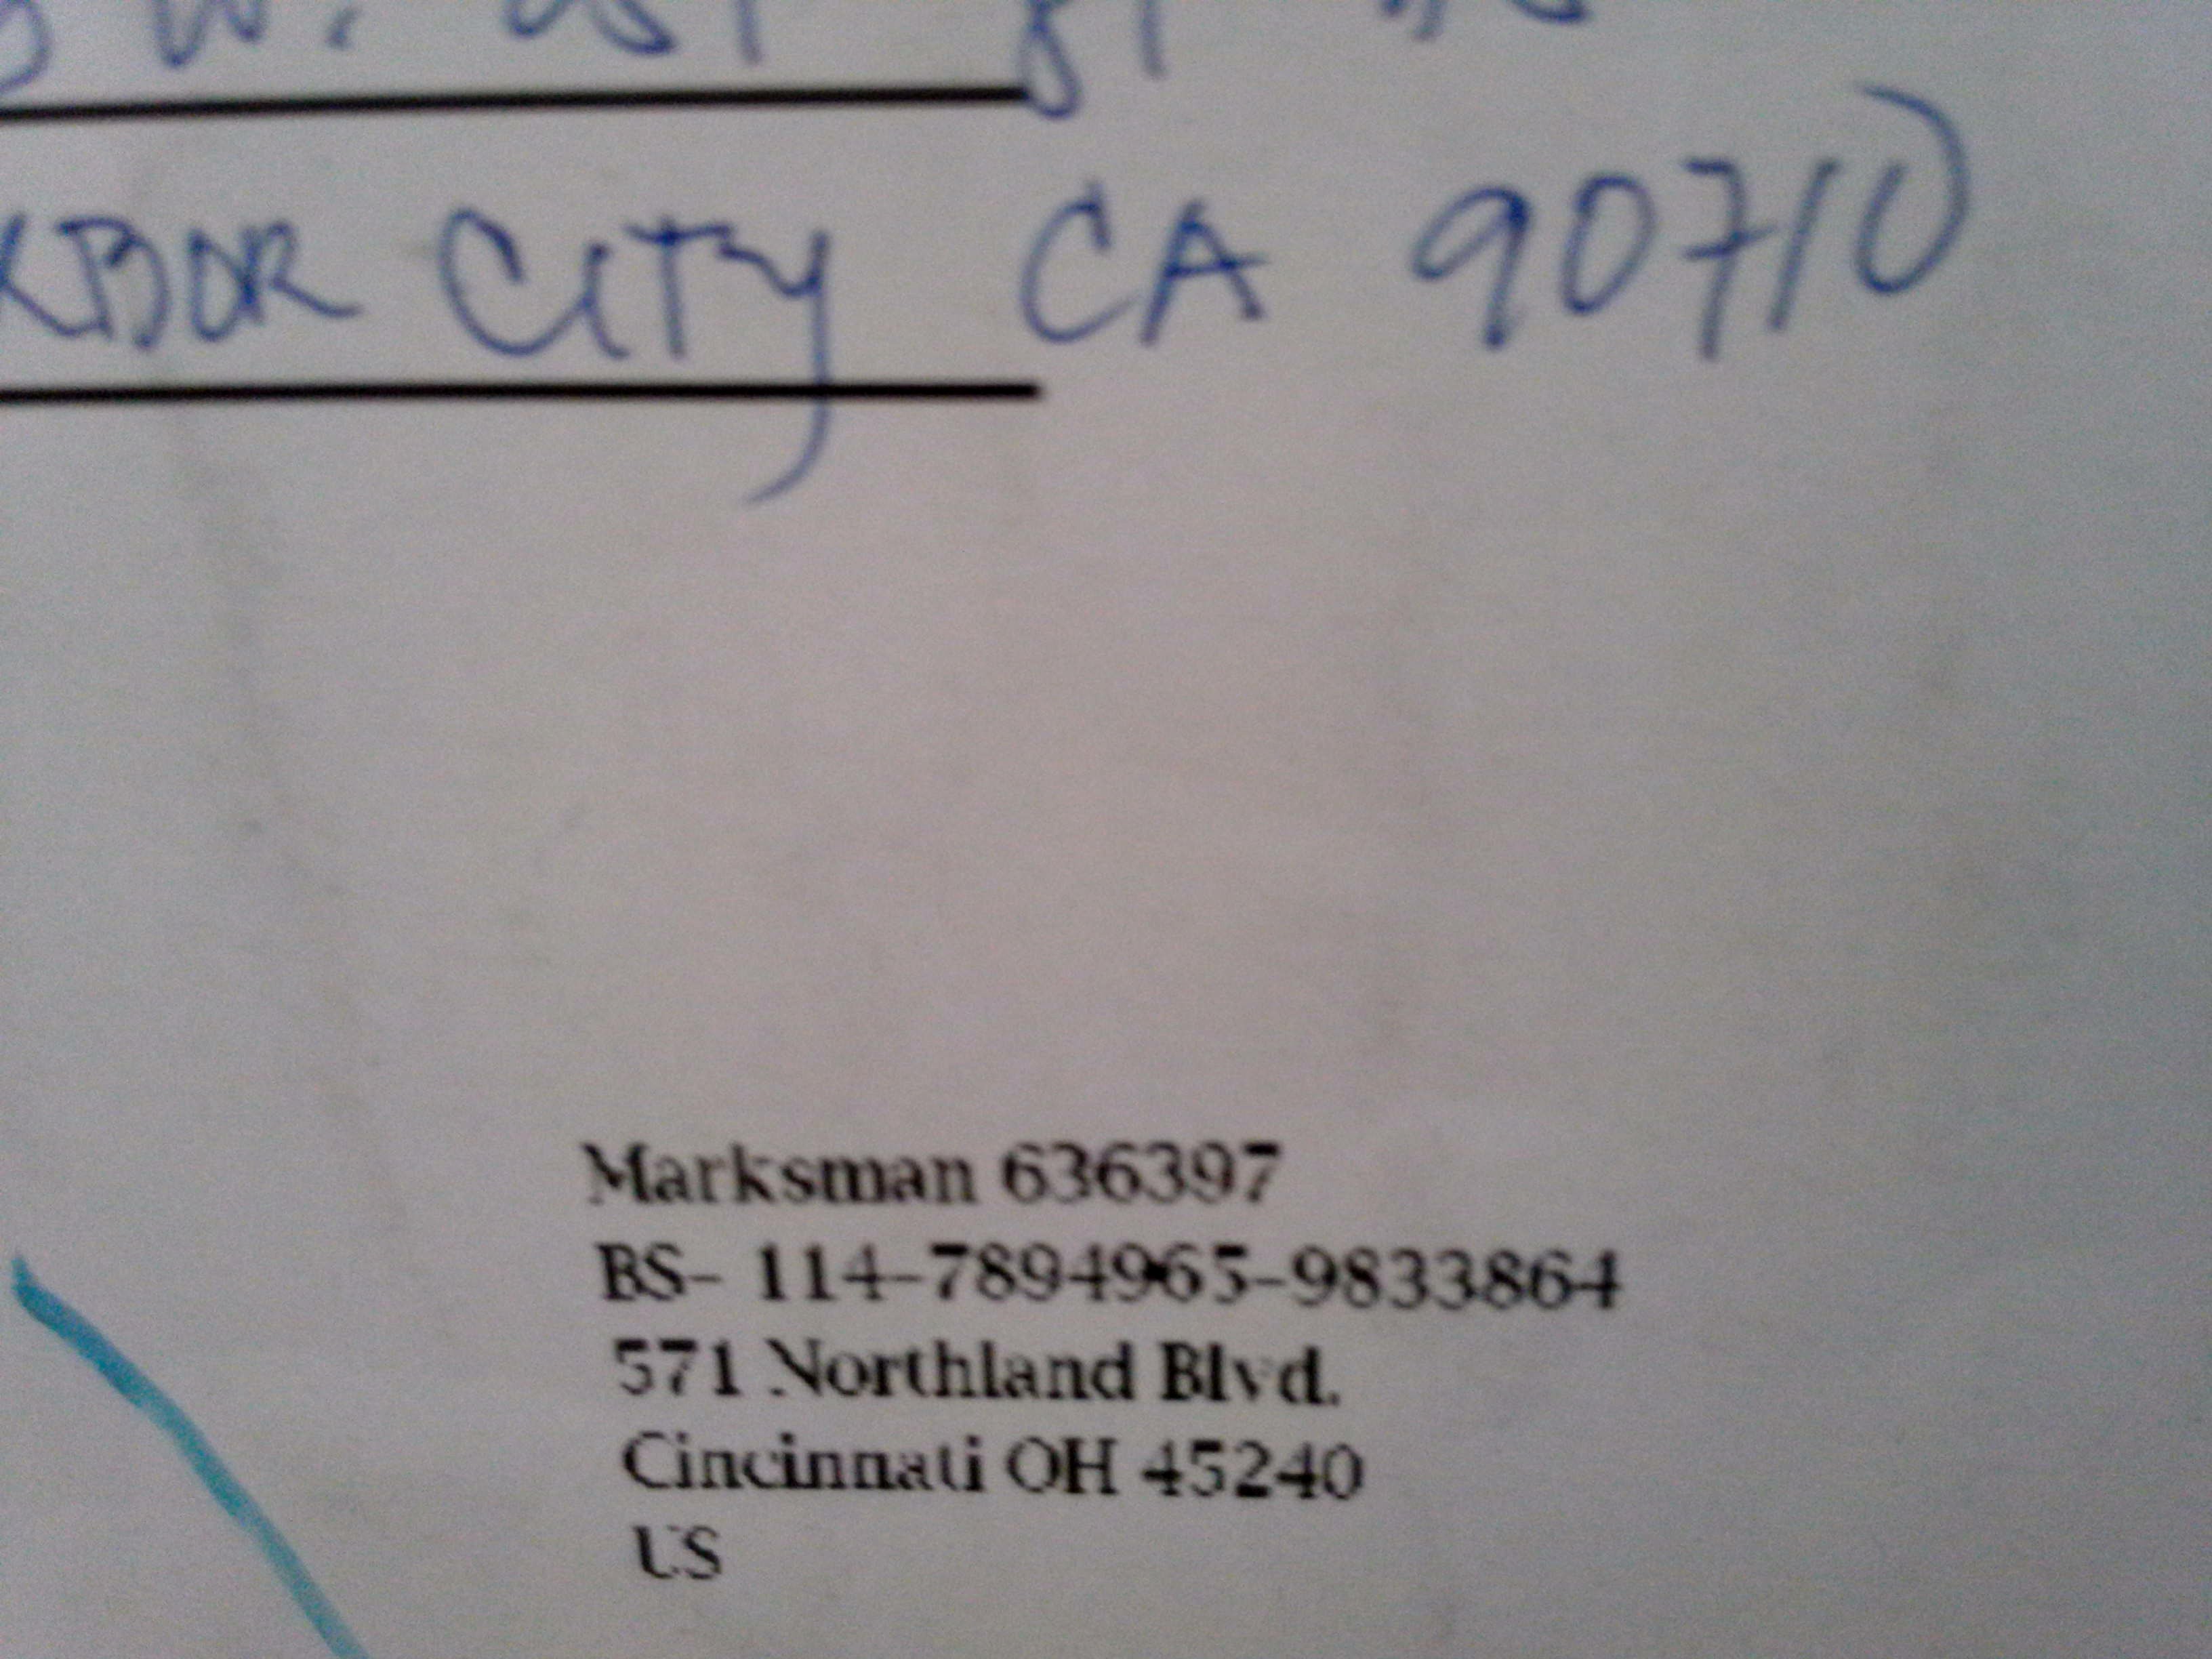 CITY CA 90710
Marksman 636397
BS- 114-7894965-9833864
571 Northland Blvd.
Cincinnati OH 45240
US